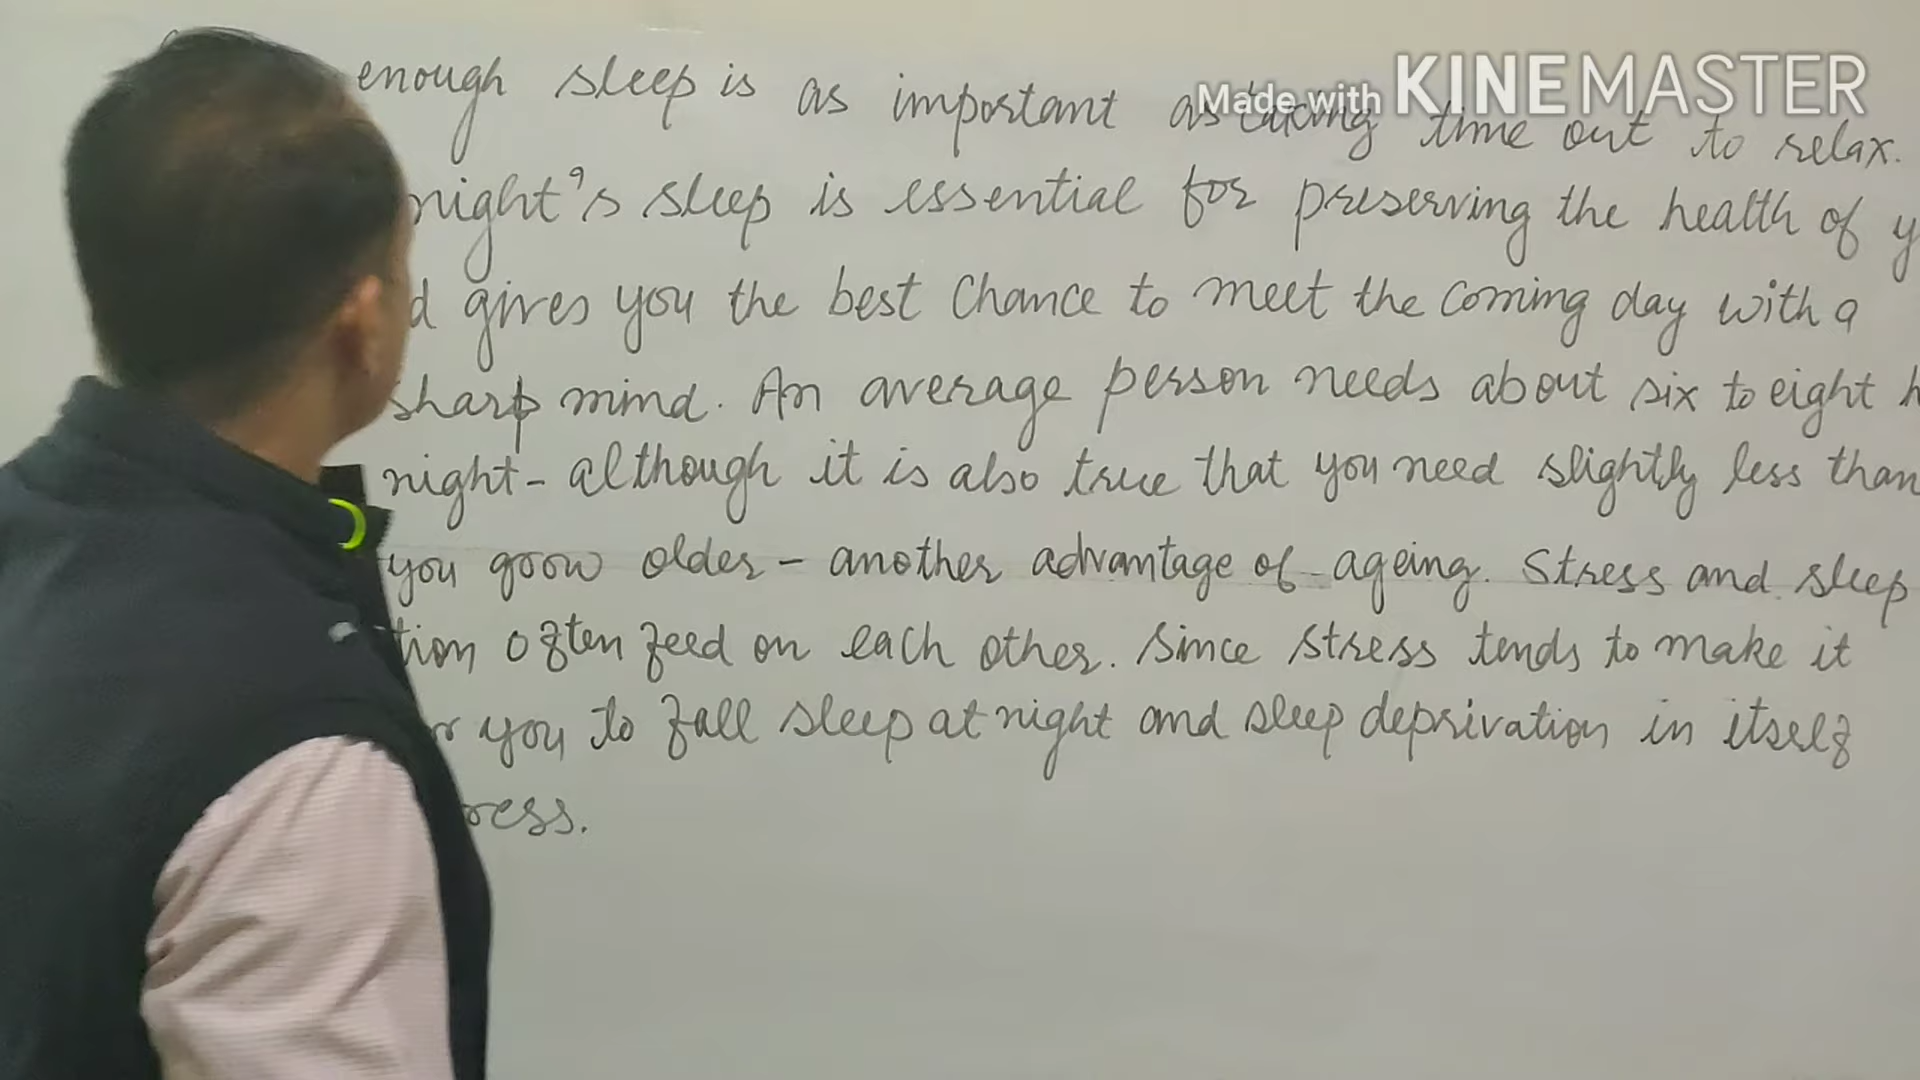 enough sleep is as important as taking time out to relax.
Made with KINEMASTER
night's sleep is essential for preserving the health of
gives you the best Chance to meet the coming day with a
sharp mind. An average person needs about six to eight
night - although it is also true that you need slightly less than
you grow older - another advantage of ageing. Stress and sleep
often feed on each other. Since stress tends to make it
you to fall sleep at night and sleep deprivation in itself